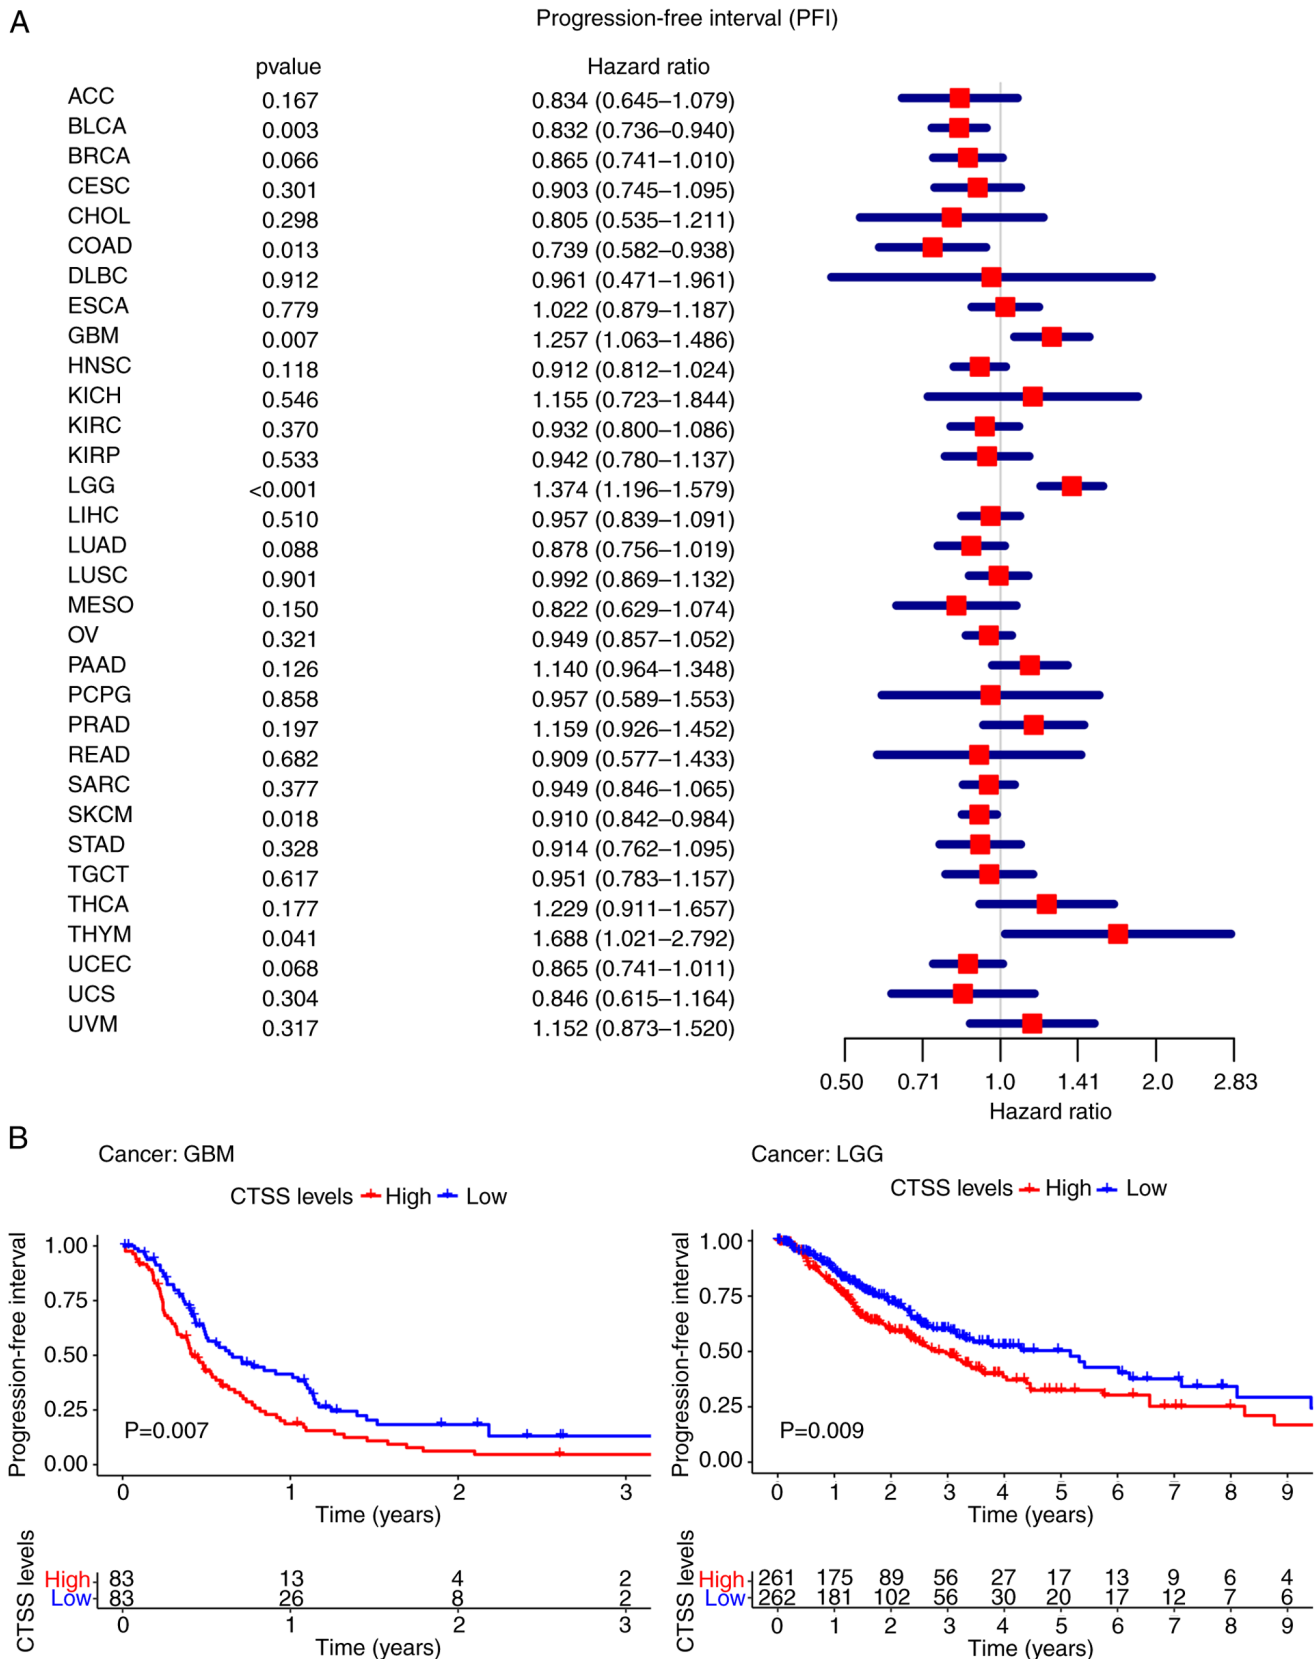 A
Progression-free interval (PFI)
pvalue Hazard ratio
ACC 0.167 0.834 (0.645–1.079)
BLCA 0.003 0.832 (0.736–0.940)
BRCA 0.066 0.865 (0.741–1.010)
CESC 0.301 0.903 (0.745–1.095)
CHOL 0.298 0.805 (0.535–1.211)
COAD 0.013 0.739 (0.582–0.938)
DLBC 0.912 0.961 (0.471–1.961)
ESCA 0.779 1.022 (0.879–1.187)
GBM 0.007 1.257 (1.063–1.486)
HNSC 0.118 0.912 (0.812–1.024)
KICH 0.546 1.155 (0.723–1.844)
KIRC 0.370 0.932 (0.800–1.086)
KIRP 0.533 0.942 (0.780–1.137)
LGG <0.001 1.374 (1.196–1.579)
LIHC 0.510 0.957 (0.839–1.091)
LUAD 0.088 0.878 (0.756–1.019)
LUSC 0.901 0.992 (0.869–1.132)
MESO 0.150 0.822 (0.629–1.074)
OV 0.321 0.949 (0.857–1.052)
PAAD 0.126 1.140 (0.964–1.348)
PCPG 0.858 0.957 (0.589–1.553)
PRAD 0.197 1.159 (0.926–1.452)
READ 0.682 0.909 (0.577–1.433)
SARC 0.377 0.949 (0.846–1.065)
SKCM 0.018 0.910 (0.842–0.984)
STAD 0.328 0.914 (0.762–1.095)
TGCT 0.617 0.951 (0.783–1.157)
THCA 0.177 1.229 (0.911–1.657)
THYM 0.041 1.688 (1.021–2.792)
UCEC 0.068 0.865 (0.741–1.011)
UCS 0.304 0.846 (0.615–1.164)
UVM 0.317 1.152 (0.873–1.520)
0.50 0.71 1.0 1.41 2.0 2.83
Hazard ratio
B
Cancer: GBM
CTSS levels High Low
Progression-free interval
1.00
0.75
0.50
0.25
0.00
P=0.007
0 1 2 3
Time (years)
CTSS levels
High 83 13 4 2
Low 83 26 8 2
0 1 2 3
Time (years)
Cancer: LGG
CTSS levels High Low
Progression-free interval
1.00
0.75
0.50
0.25
0.00
P=0.009
0 1 2 3 4 5 6 7 8 9
Time (years)
CTSS levels
High 261 175 89 56 27 17 13 9 6 4
Low 262 181 102 56 30 20 17 12 7 6
0 1 2 3 4 5 6 7 8 9
Time (years)